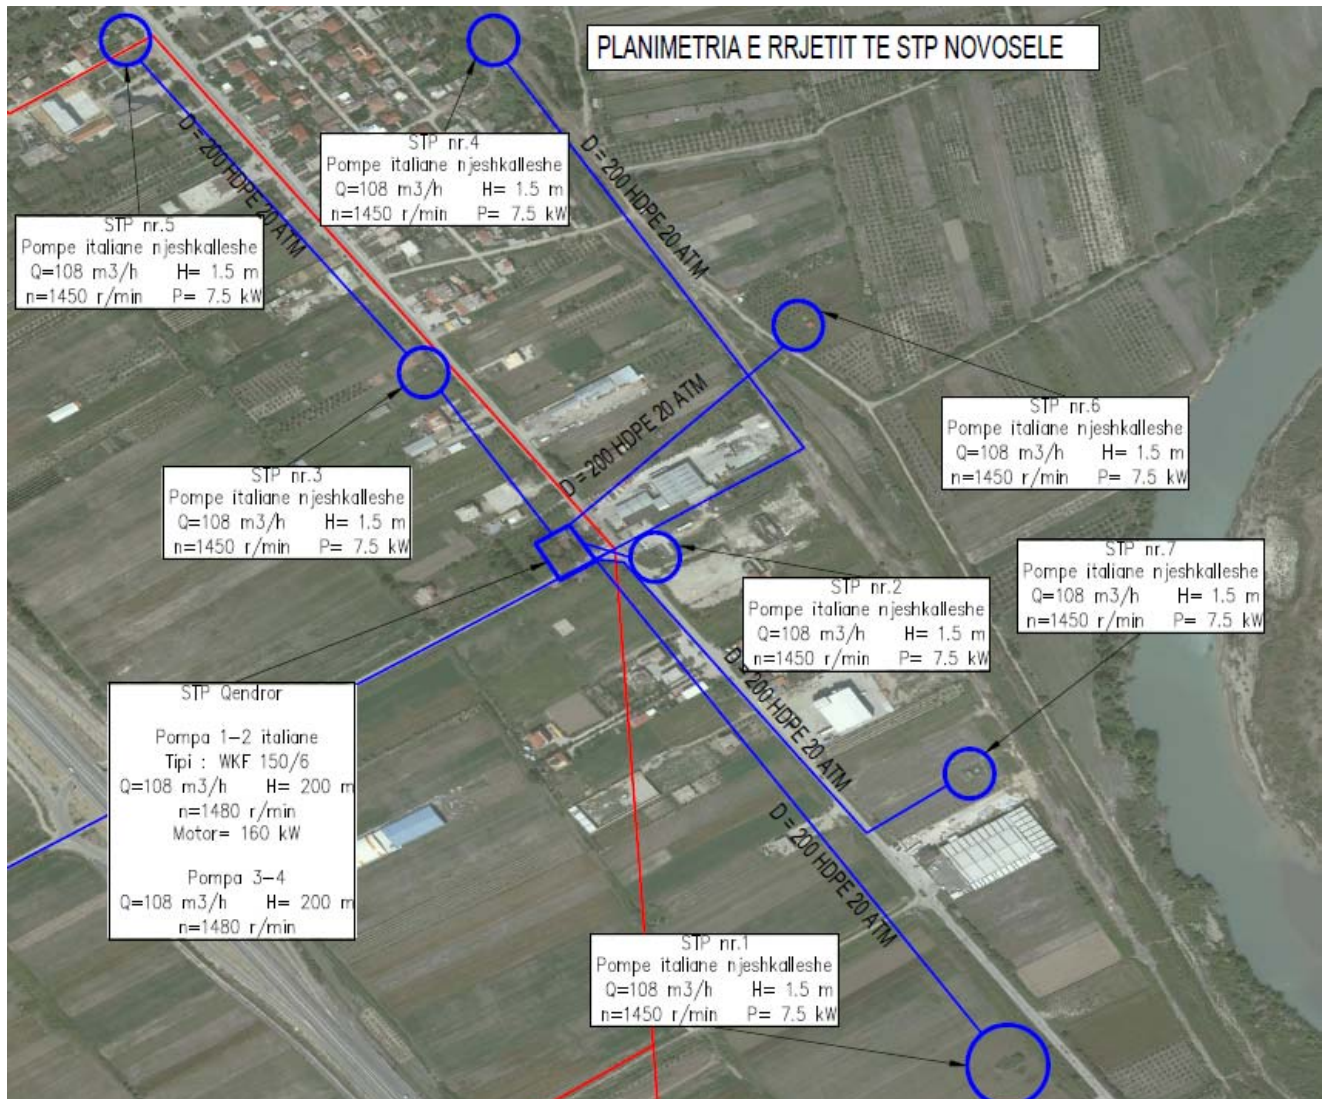 PLANIMETRIA E RRJETIT TE STP NOVOSELE
D = 200 HDPE 20 ATM
STP nr.4
Pompe italiane njeshkalleshe
Q=108 m3/h H= 1.5 m
n=1450 r/min P= 7.5 kW
D = 200 HDPE 20 ATM
STP nr.5
Pompe italiane njeshkalleshe
Q=108 m3/h H= 1.5 m
n=1450 r/min P= 7.5 kW
D = 200 HDPE 20 ATM
STP nr.6
Pompe italiane njeshkalleshe
Q=108 m3/h H= 1.5 m
n=1450 r/min P= 7.5 kW
STP nr.3
Pompe italiane njeshkalleshe
Q=108 m3/h H= 1.5 m
n=1450 r/min P= 7.5 kW
STP nr.7
Pompe italiane njeshkalleshe
Q=108 m3/h H= 1.5 m
n=1450 r/min P= 7.5 kW
STP nr.2
Pompe italiane njeshkalleshe
Q=108 m3/h H= 1.5 m
n=1450 r/min P= 7.5 kW
D = 200 HDPE 20 ATM
STP Qendror
Pompa 1-2 italiane
Tipi : WKF 150/6
Q=108 m3/h H= 200 m
n=1480 r/min
Motor= 160 kW
Pompa 3-4
Q=108 m3/h H= 200 m
n=1480 r/min
D = 200 HDPE 20 ATM
STP nr.1
Pompe italiane njeshkalleshe
Q=108 m3/h H= 1.5 m
n=1450 r/min P= 7.5 kW